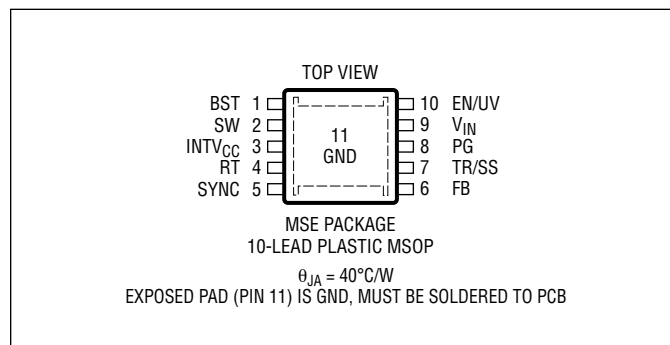 TOP VIEW
BST 1 10 EN/UV
SW 2 9 VIN
INTVCC 3 11 8 PG
RT 4 GND 7 TR/SS
SYNC 5 6 FB
MSE PACKAGE
10-LEAD PLASTIC MSOP
θJA = 40°C/W
EXPOSED PAD (PIN 11) IS GND, MUST BE SOLDERED TO PCB